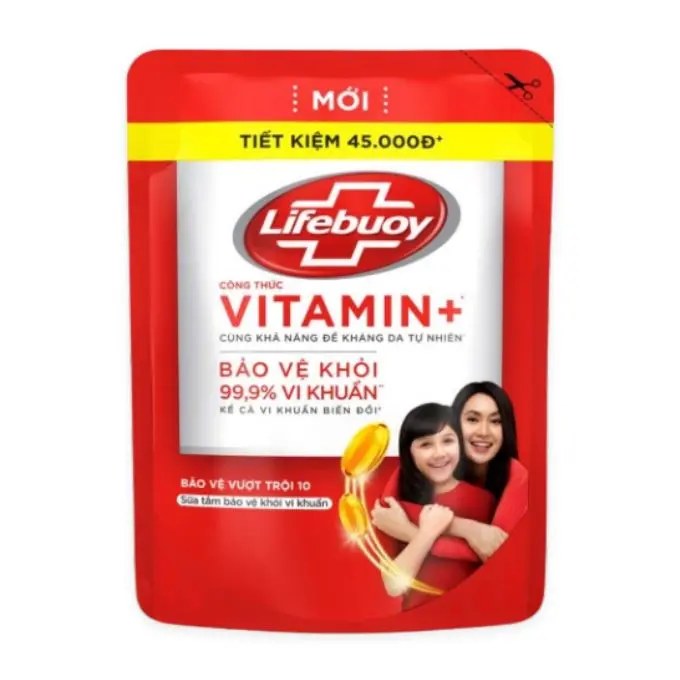 MỚI
TIẾT KIỆM 45.000Đ+
Lifebuoy
CÔNG THỨC
VITAMIN+*
CÙNG KHẢ NĂNG ĐỀ KHÁNG DA TỰ NHIÊN*
BẢO VỆ KHỎI
99,9% VI KHUẨN**
KỂ CẢ VI KHUẨN BIẾN ĐỔI*
BẢO VỆ VƯỢT TRỘI 10
Sữa tắm bảo vệ khỏi vi khuẩn